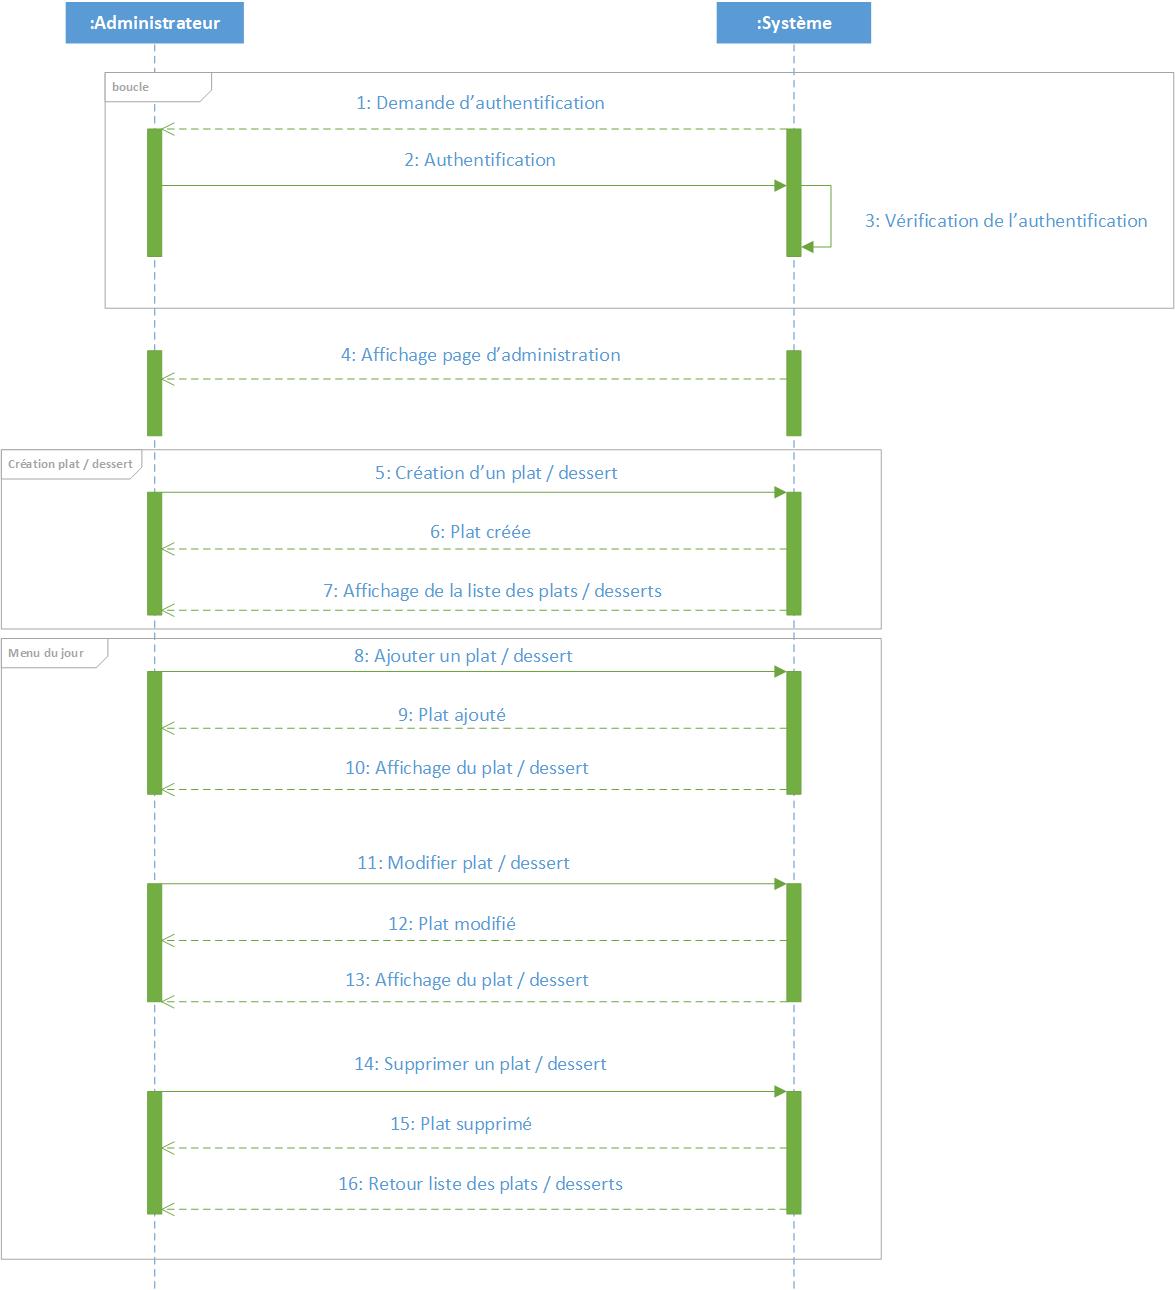 :Administrateur
:Système
boucle
1: Demande d’authentification
2: Authentification
3: Vérification de l’authentification
4: Affichage page d’administration
Création plat / dessert
5: Création d’un plat / dessert
6: Plat créée
7: Affichage de la liste des plats / desserts
Menu du jour
8: Ajouter un plat / dessert
9: Plat ajouté
10: Affichage du plat / dessert
11: Modifier plat / dessert
12: Plat modifié
13: Affichage du plat / dessert
14: Supprimer un plat / dessert
15: Plat supprimé
16: Retour liste des plats / desserts